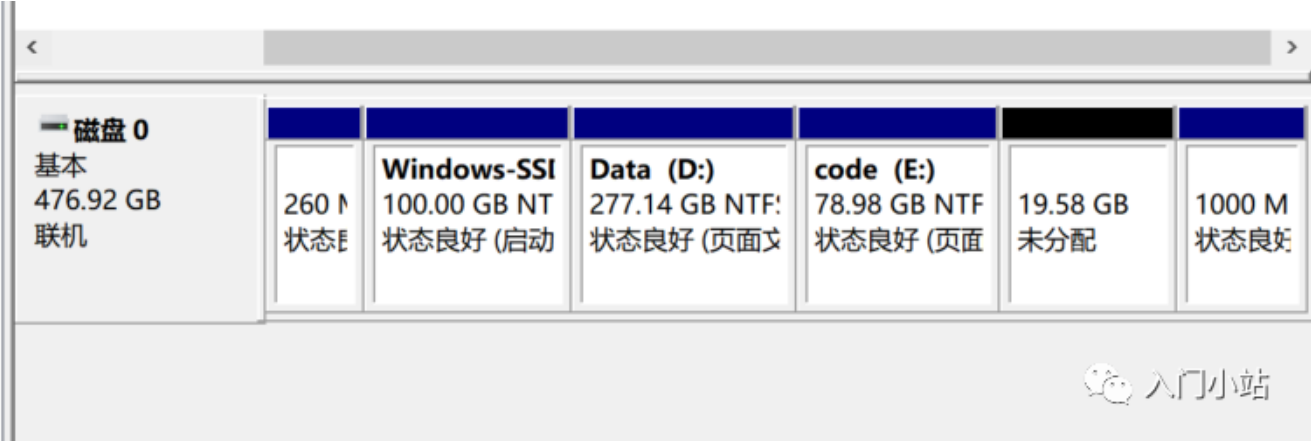 磁盘 0
基本
476.92 GB
联机
260 M
状态良
Windows-SSD
100.00 GB NT
状态良好 (启动
Data (D:)
277.14 GB NTFS
状态良好 (页面文
code (E:)
78.98 GB NTF
状态良好 (页面
19.58 GB
未分配
1000 M
状态良好
入门小站